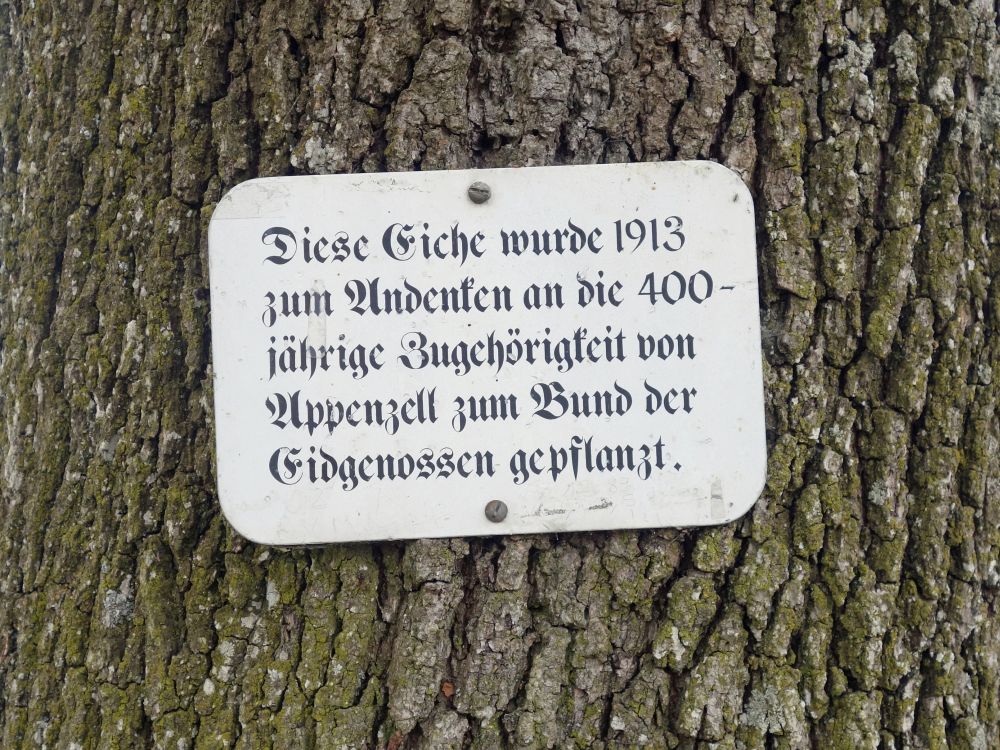 Diese Eiche wurde 1913
zum Andenken an die 400-
jährige Zugehörigkeit von
Appenzell zum Bund der
Eidgenossen gepflanzt.